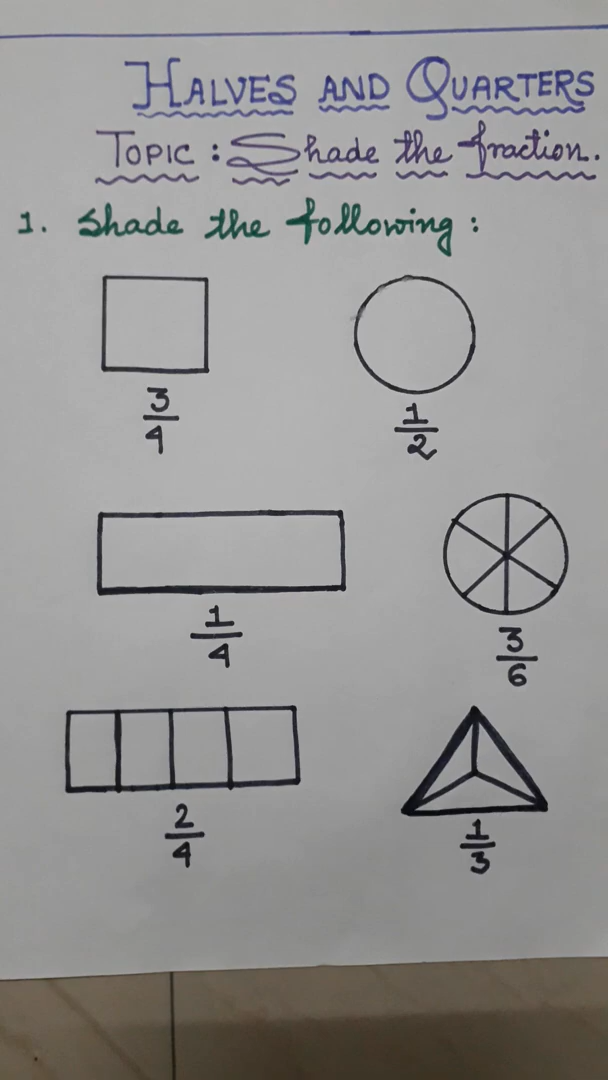 HALVES AND QUARTERS
TOPIC : Shade the fraction.
1. Shade the following :
3/4
1/2
1/4
3/6
2/4
1/3